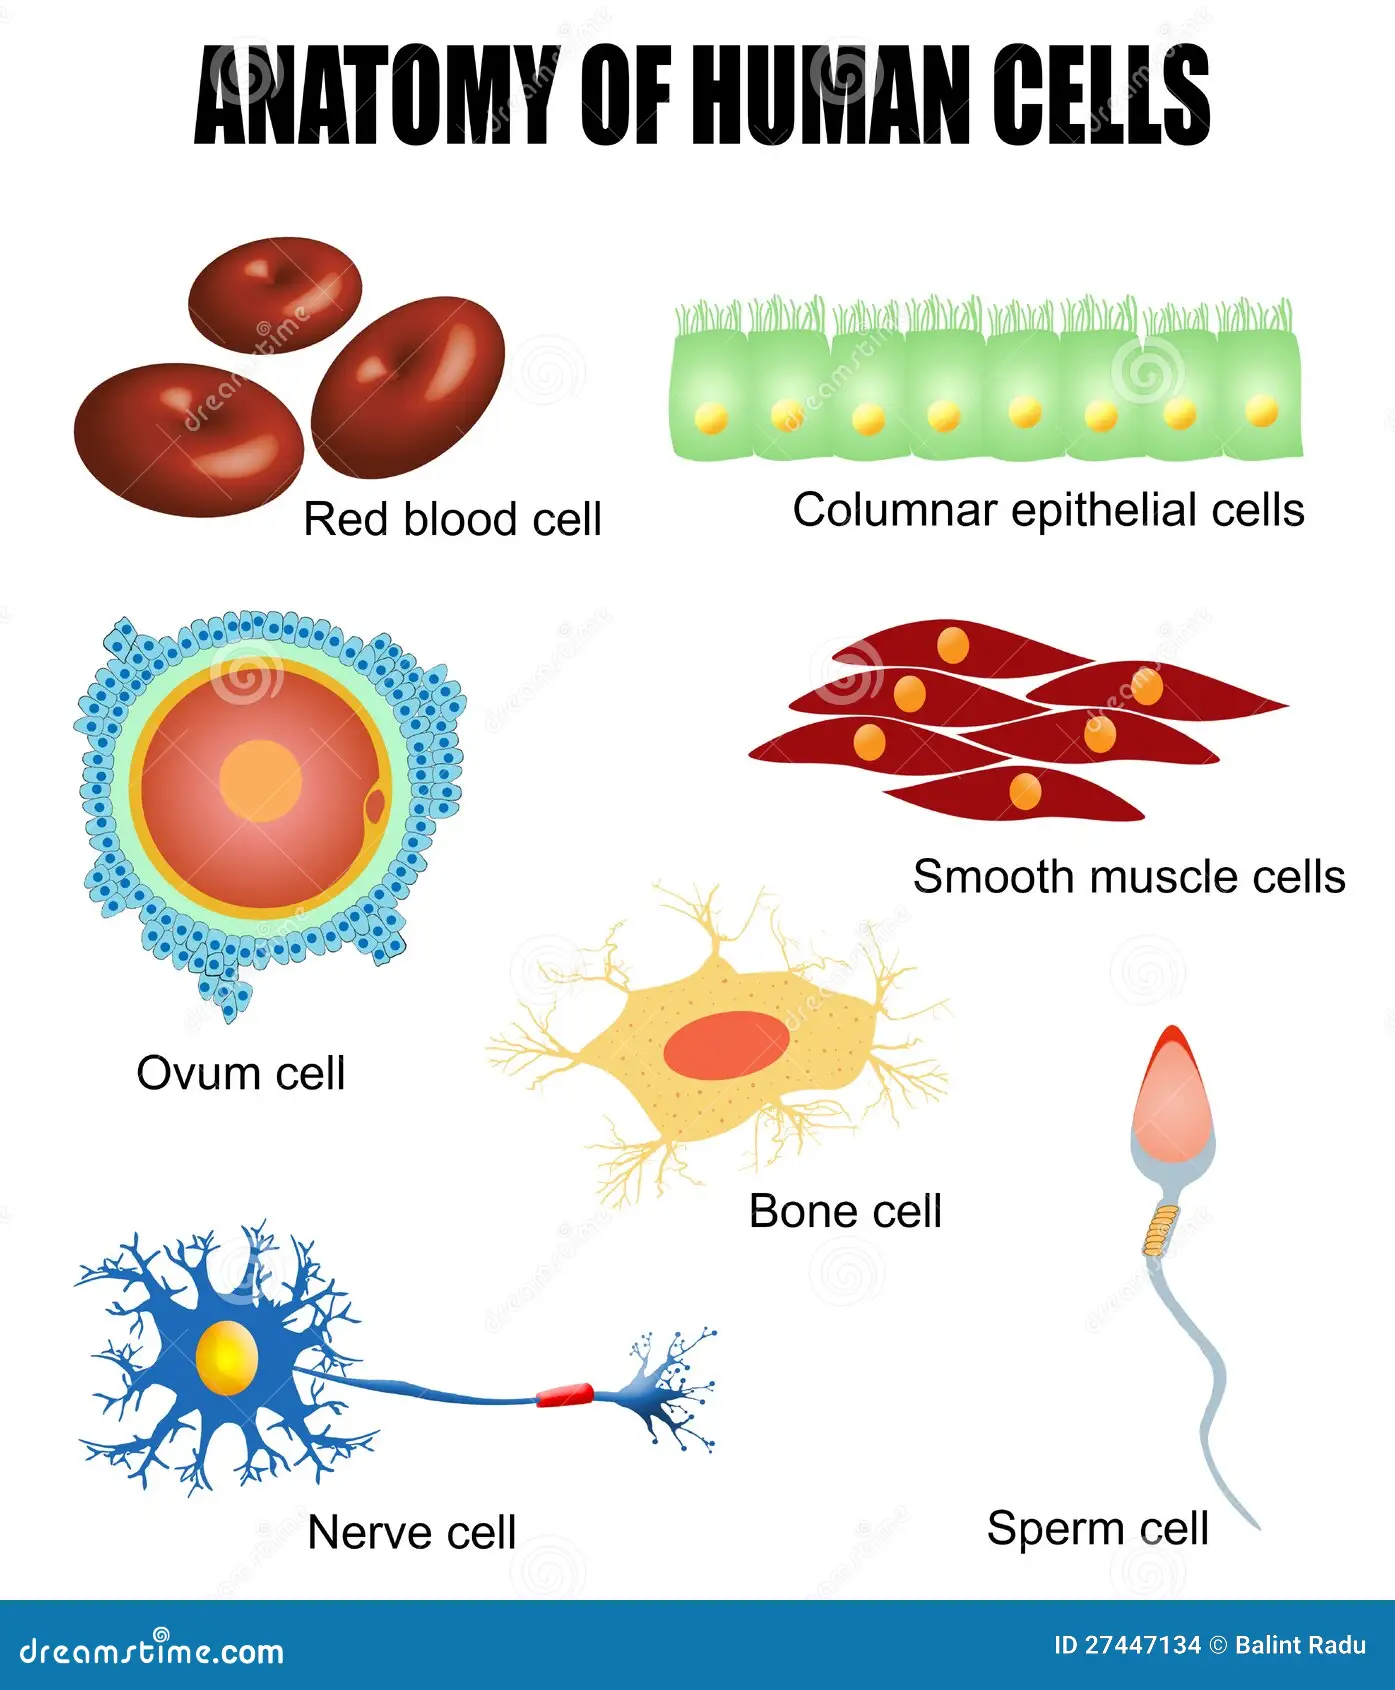 ANATOMY OF HUMAN CELLS
Red blood cell
Columnar epithelial cells
Ovum cell
Smooth muscle cells
Bone cell
Nerve cell
Sperm cell
dreamstime.com
ID 27447134 © Balint Radu